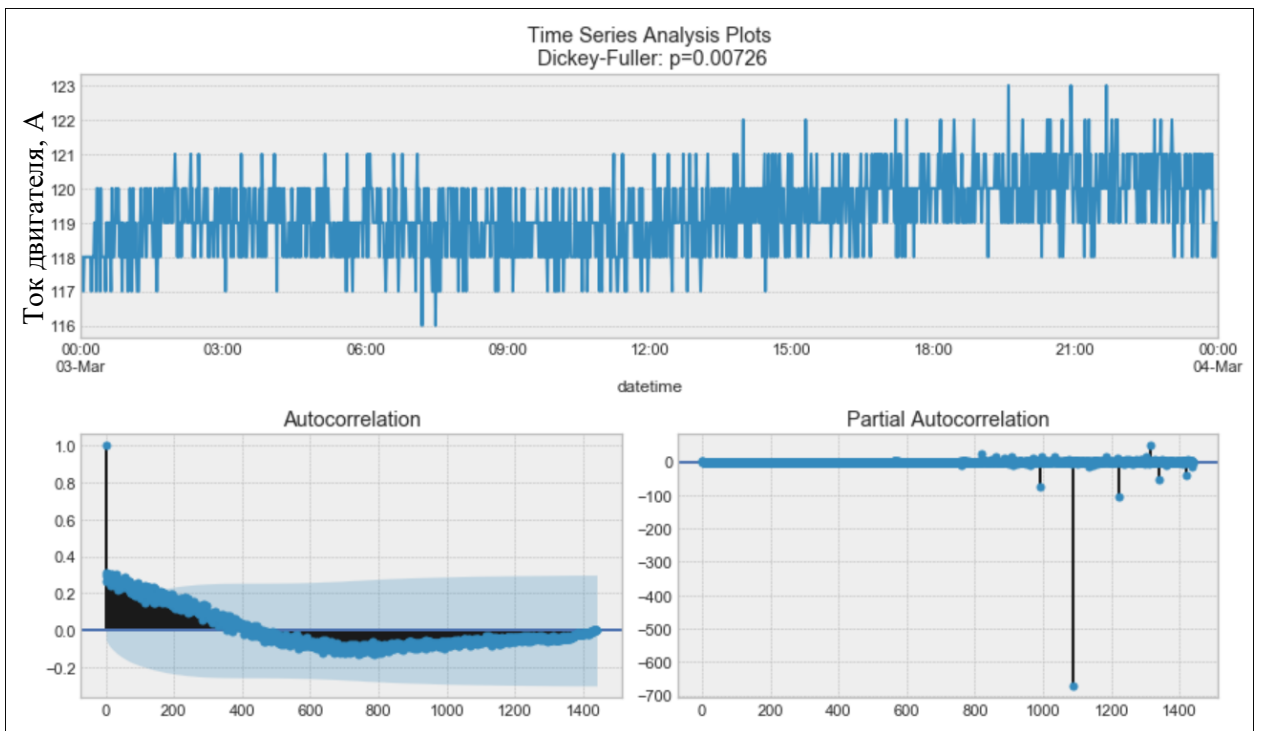 Time Series Analysis Plots
Dickey-Fuller: p=0.00726
Ток двигателя, А
123
122
121
120
119
118
117
116
00:00 03:00 06:00 09:00 12:00 15:00 18:00 21:00 00:00
03-Mar 04-Mar
datetime
Autocorrelation
1.0
0.8
0.6
0.4
0.2
0.0
−0.2
0 200 400 600 800 1000 1200 1400
Partial Autocorrelation
0
−100
−200
−300
−400
−500
−600
−700
0 200 400 600 800 1000 1200 1400